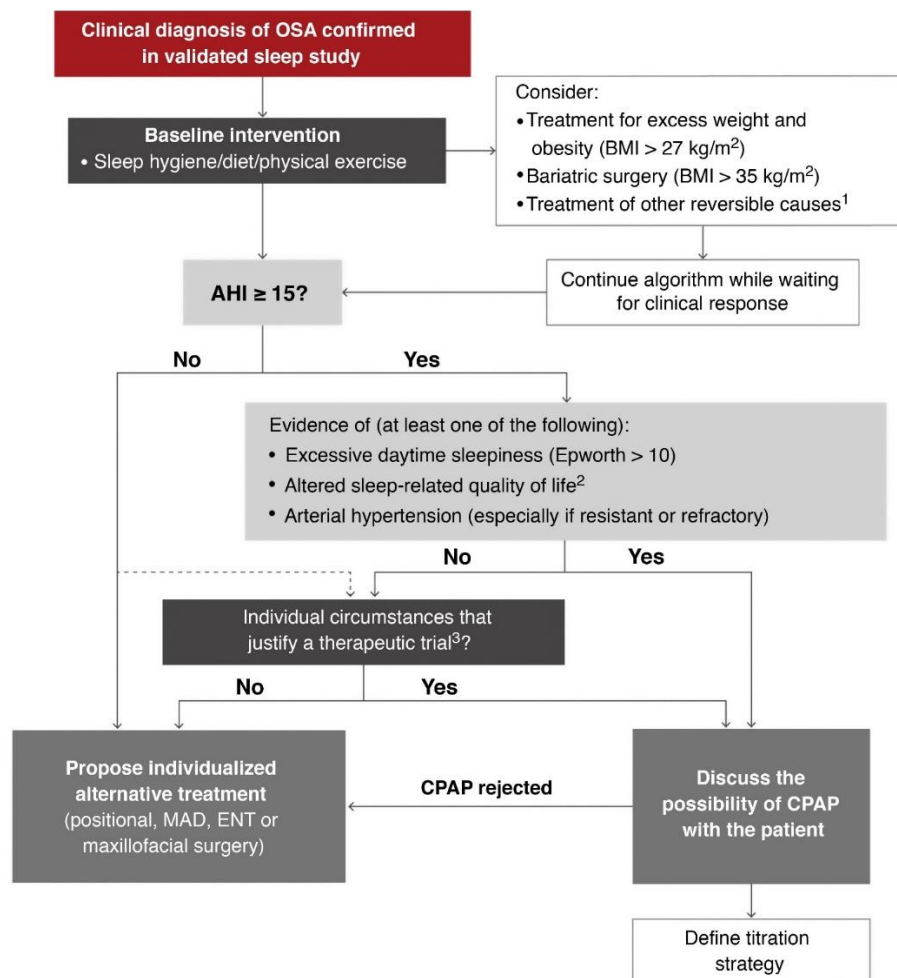 Clinical diagnosis of OSA confirmed
in validated sleep study
Baseline intervention
• Sleep hygiene/diet/physical exercise
Consider:
•Treatment for excess weight and
obesity (BMI > 27 kg/m²)
•Bariatric surgery (BMI > 35 kg/m²)
•Treatment of other reversible causes¹
Continue algorithm while waiting
for clinical response
AHI ≥ 15?
No
Yes
Evidence of (at least one of the following):
• Excessive daytime sleepiness (Epworth > 10)
• Altered sleep-related quality of life²
• Arterial hypertension (especially if resistant or refractory)
No
Yes
Individual circumstances that
justify a therapeutic trial³?
No
Yes
Propose individualized
alternative treatment
(positional, MAD, ENT or
maxillofacial surgery)
CPAP rejected
Discuss the
possibility of CPAP
with the patient
Define titration
strategy